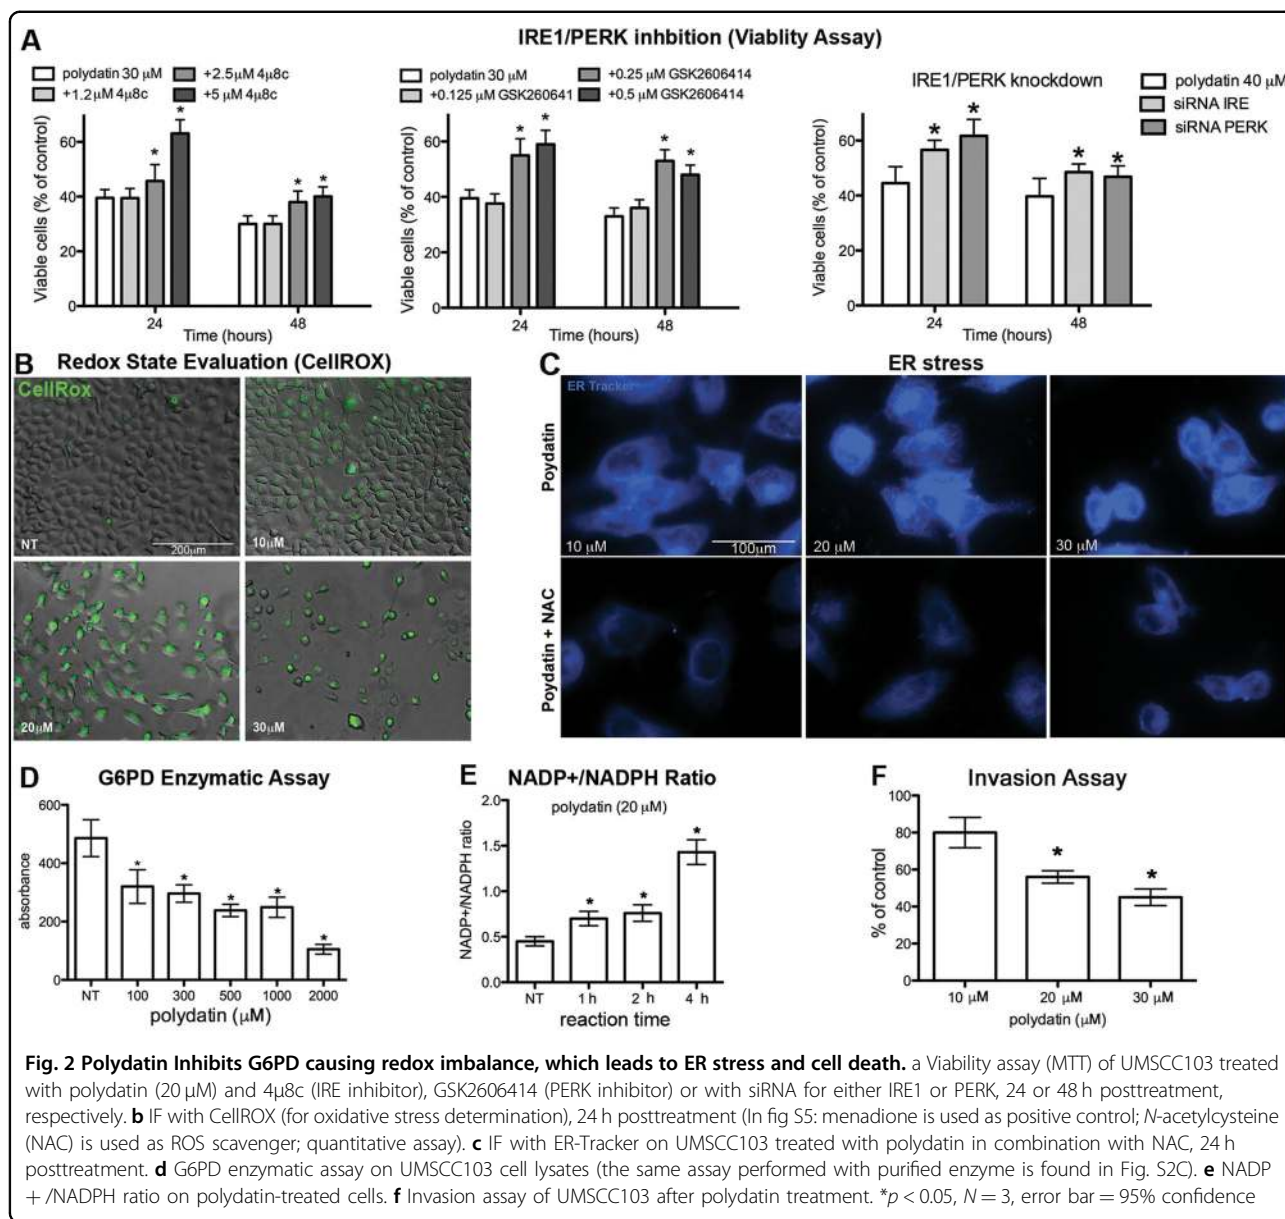 A
IRE1/PERK inhbition (Viablity Assay)
polydatin 30 μM
+2.5μM 4μ8c
+1.2μM 4μ8c
+5 μM 4μ8c
Viable cells (% of control)
60
40
20
0
*
*
*
*
24
48
Time (hours)
polydatin 30 μM
+0.25 μM GSK2606414
+0.125 μM GSK260641
+0.5 μM GSK2606414
Viable cells (% of control)
60
40
20
0
*
*
*
*
24
48
Time (hours)
IRE1/PERK knockdown
polydatin 40 μM
siRNA IRE
siRNA PERK
Viable cells (% of control)
60
40
20
0
*
*
*
*
24
48
Time (hours)
B Redox State Evaluation (CellROX)
CellRox
NT
200μm
10μM
20μM
30μM
C ER stress
ER Tracker
Poydatin
10 μM
100μm
20 μM
30 μM
Poydatin + NAC
D G6PD Enzymatic Assay
absorbance
600
400
200
0
*
*
*
*
*
NT 100 300 500 1000 2000
polydatin (μM)
E NADP+/NADPH Ratio
polydatin (20 μM)
NADP+/NADPH ratio
2.0
1.5
1.0
0.5
0.0
*
*
*
NT 1 h 2 h 4 h
reaction time
F Invasion Assay
% of control
100
80
60
40
20
0
*
*
10 μM 20 μM 30 μM
polydatin (μM)
Fig. 2 Polydatin Inhibits G6PD causing redox imbalance, which leads to ER stress and cell death. a Viability assay (MTT) of UMSCC103 treated
with polydatin (20 μM) and 4μ8c (IRE inhibitor), GSK2606414 (PERK inhibitor) or with siRNA for either IRE1 or PERK, 24 or 48 h posttreatment,
respectively. b IF with CellROX (for oxidative stress determination), 24 h posttreatment (In fig S5: menadione is used as positive control; N-acetylcysteine
(NAC) is used as ROS scavenger; quantitative assay). c IF with ER-Tracker on UMSCC103 treated with polydatin in combination with NAC, 24 h
posttreatment. d G6PD enzymatic assay on UMSCC103 cell lysates (the same assay performed with purified enzyme is found in Fig. S2C). e NADP
+/NADPH ratio on polydatin-treated cells. f Invasion assay of UMSCC103 after polydatin treatment. *p < 0.05, N = 3, error bar = 95% confidence